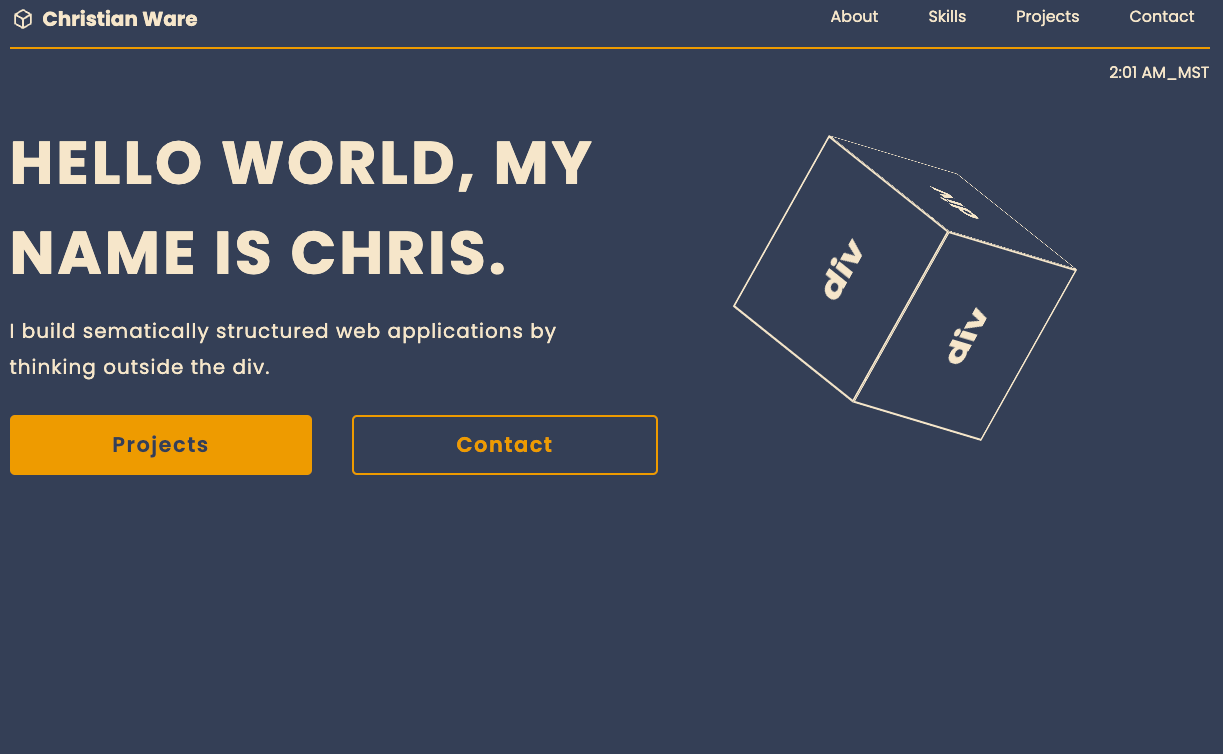 Christian Ware
About Skills Projects Contact
2:01 AM_MST
HELLO WORLD, MY
NAME IS CHRIS.
I build sematically structured web applications by
thinking outside the div.
Projects Contact
div
div